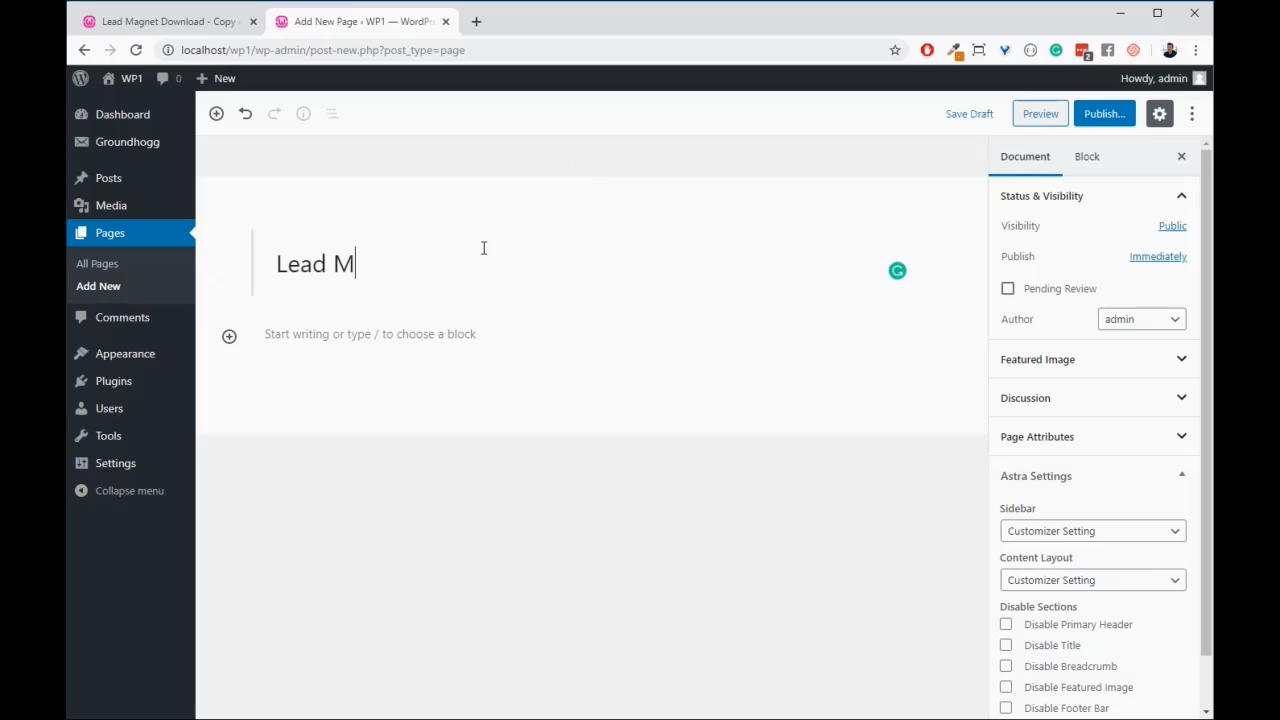 Lead Magnet Download - Copy
Add New Page ‹ WP1 — WordPr
localhost/wp1/wp-admin/post-new.php?post_type=page
2
WP1
0
New
Howdy, admin
Dashboard
Groundhogg
Posts
Media
Pages
All Pages
Add New
Comments
Appearance
Plugins
Users
Tools
Settings
Collapse menu
Save Draft
Preview
Publish...
Lead M
Start writing or type / to choose a block
Document
Block
Status & Visibility
Visibility
Public
Publish
Immediately
Pending Review
Author
admin
Featured Image
Discussion
Page Attributes
Astra Settings
Sidebar
Customizer Setting
Content Layout
Customizer Setting
Disable Sections
Disable Primary Header
Disable Title
Disable Breadcrumb
Disable Featured Image
Disable Footer Bar